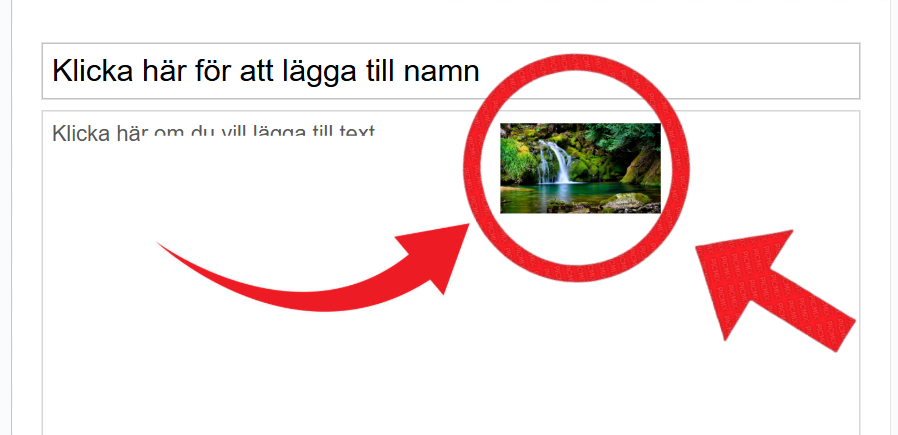 Klicka här för att lägga till namn
Klicka här om du vill lägga till text